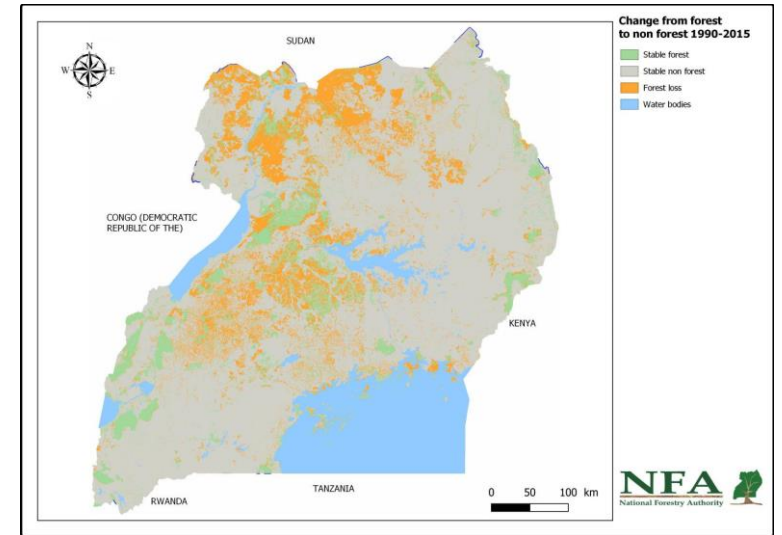 Change from forest
to non forest 1990-2015
Stable forest
Stable non forest
Forest loss
Water bodies
SUDAN
N
W
E
S
CONGO (DEMOCRATIC
REPUBLIC OF THE)
KENYA
TANZANIA
RWANDA
0 50 100 km
NFA
National Forestry Authority